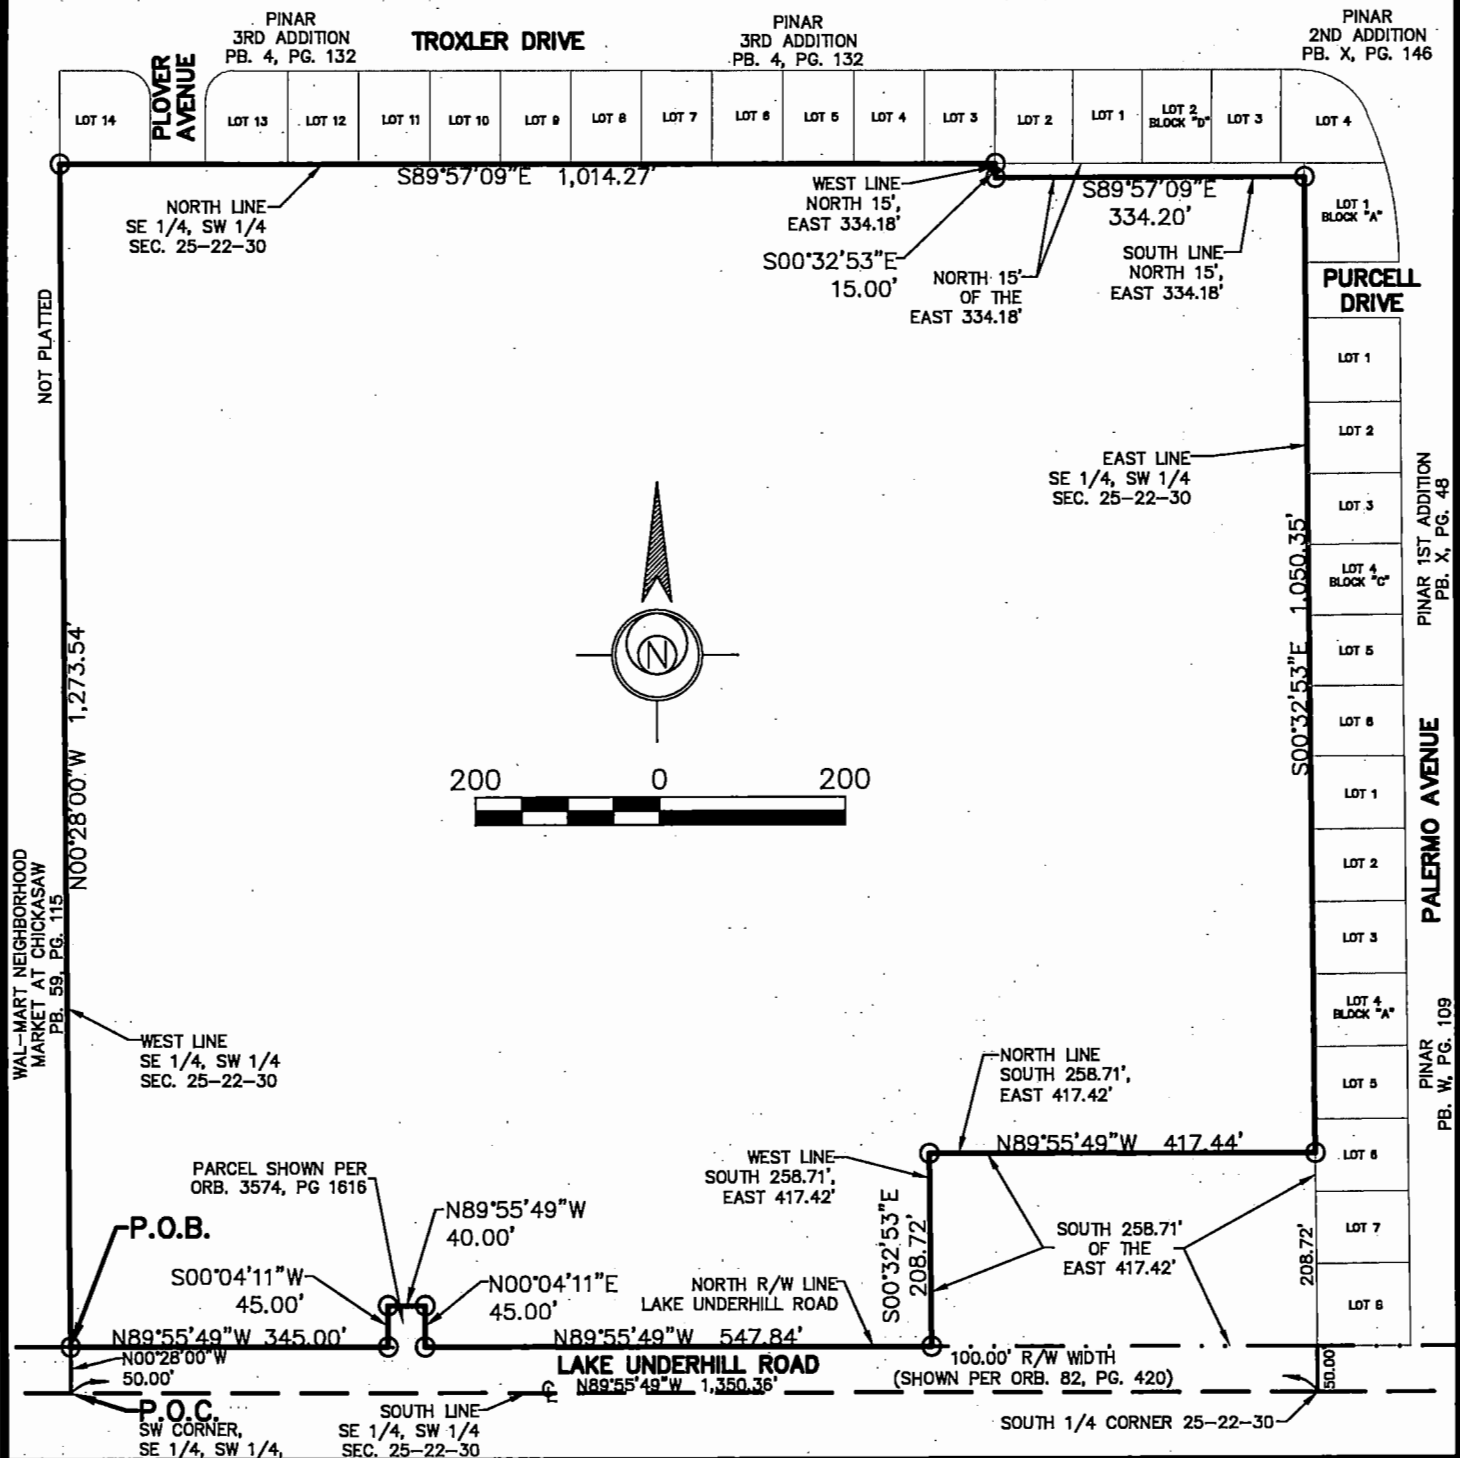 PINAR
3RD ADDITION
PB. 4, PG. 132
TROXLER DRIVE
PINAR
3RD ADDITION
PB. 4, PG. 132
PINAR
2ND ADDITION
PB. X, PG. 146
LOT 14
PLOVER
AVENUE
LOT 13
LOT 12
LOT 11
LOT 10
LOT 9
LOT 8
LOT 7
LOT 6
LOT 5
LOT 4
LOT 3
LOT 2
LOT 1
LOT 2
BLOCK "D"
LOT 3
LOT 4
S89°57'09"E 1,014.27'
NORTH LINE
SE 1/4, SW 1/4
SEC. 25-22-30
WEST LINE
NORTH 15',
EAST 334.18'
S00°32'53"E
15.00'
S89°57'09"E
334.20'
NORTH 15'
OF THE
EAST 334.18'
SOUTH LINE
NORTH 15',
EAST 334.18'
LOT 1
BLOCK "A"
PURCELL
DRIVE
NOT PLATTED
LOT 1
LOT 2
LOT 3
LOT 4
BLOCK "C"
LOT 5
LOT 6
LOT 1
LOT 2
LOT 3
LOT 4
BLOCK "A"
LOT 5
LOT 6
LOT 7
LOT 8
EAST LINE
SE 1/4, SW 1/4
SEC. 25-22-30
PINAR 1ST ADDITION
PB. X, PG. 48
S00°32'53"E 1,050.35'
PALERMO AVENUE
PINAR
PB. W, PG. 109
N
200 0 200
N00°28'00"W 1,273.54'
WAL-MART NEIGHBORHOOD
MARKET AT CHICKASAW
PB. 59, PG. 115
WEST LINE
SE 1/4, SW 1/4
SEC. 25-22-30
NORTH LINE
SOUTH 258.71',
EAST 417.42'
N89°55'49"W 417.44'
WEST LINE
SOUTH 258.71',
EAST 417.42'
PARCEL SHOWN PER
ORB. 3574, PG 1616
N89°55'49"W
40.00'
P.O.B.
S00°04'11"W
45.00'
N00°04'11"E
45.00'
NORTH R/W LINE
LAKE UNDERHILL ROAD
S00°32'53"E
208.72'
SOUTH 258.71'
OF THE
EAST 417.42'
208.72'
N89°55'49"W 345.00'
N89°55'49"W 547.84'
N00°28'00"W
50.00'
LAKE UNDERHILL ROAD
N89°55'49"W 1,350.36'
100.00' R/W WIDTH
(SHOWN PER ORB. 82, PG. 420)
50.00'
P.O.C.
SW CORNER,
SE 1/4, SW 1/4,
SOUTH LINE
SE 1/4, SW 1/4
SEC. 25-22-30
SOUTH 1/4 CORNER 25-22-30